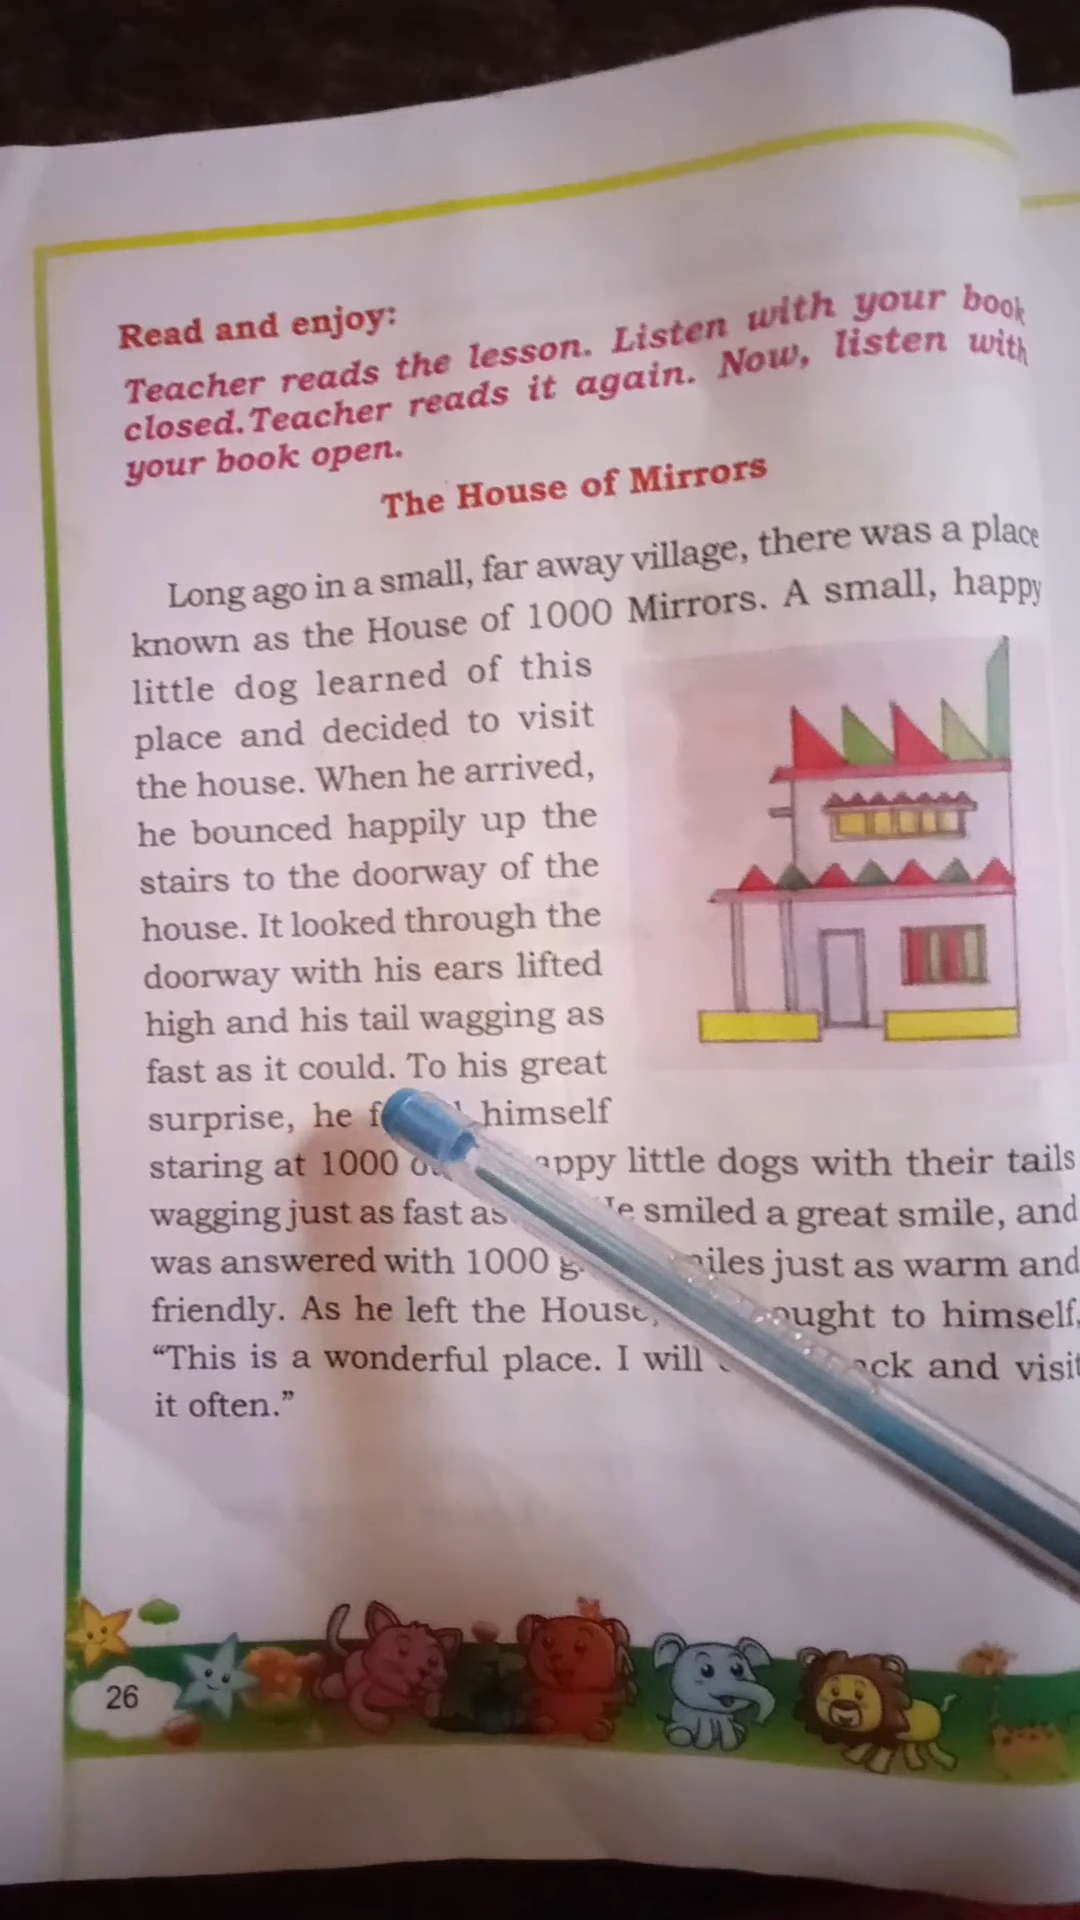 Read and enjoy:
Teacher reads the lesson. Listen with your book
closed. Teacher reads it again. Now, listen with
your book open.
The House of Mirrors
Long ago in a small, far away village, there was a place
known as the House of 1000 Mirrors. A small, happy
little dog learned of this
place and decided to visit
the house. When he arrived,
he bounced happily up the
stairs to the doorway of the
house. It looked through the
doorway with his ears lifted
high and his tail wagging as
fast as it could. To his great
surprise, he himself
staring at 1000 little dogs with their tails
wagging just as fast as smiled a great smile, and
was answered with 1000 just as warm and
friendly. As he left the House, to himself,
“This is a wonderful place. I will and visit
it often.”
26